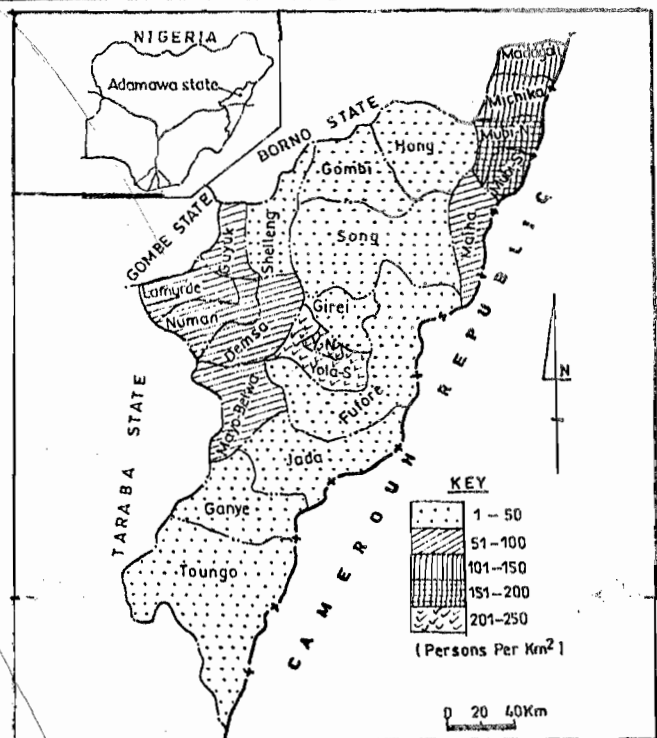 NIGERIA
Adamawa state
BORNO STATE
GOMBE STATE
TARABA STATE
CAMEROUN REPUBLIC
Madagali
Michika
Mubi-N
Mubi-S
Hong
Gombi
Maiha
Song
Shelleng
Guyuk
Lamurde
Numan
Demsa
Girei
Y-N
Yola-S
Fufore
Mayo-Belwa
Jada
Ganye
Toungo
N
KEY
1 – 50
51–100
101–150
151–200
201–250
(Persons Per Km²)
0 20 40Km